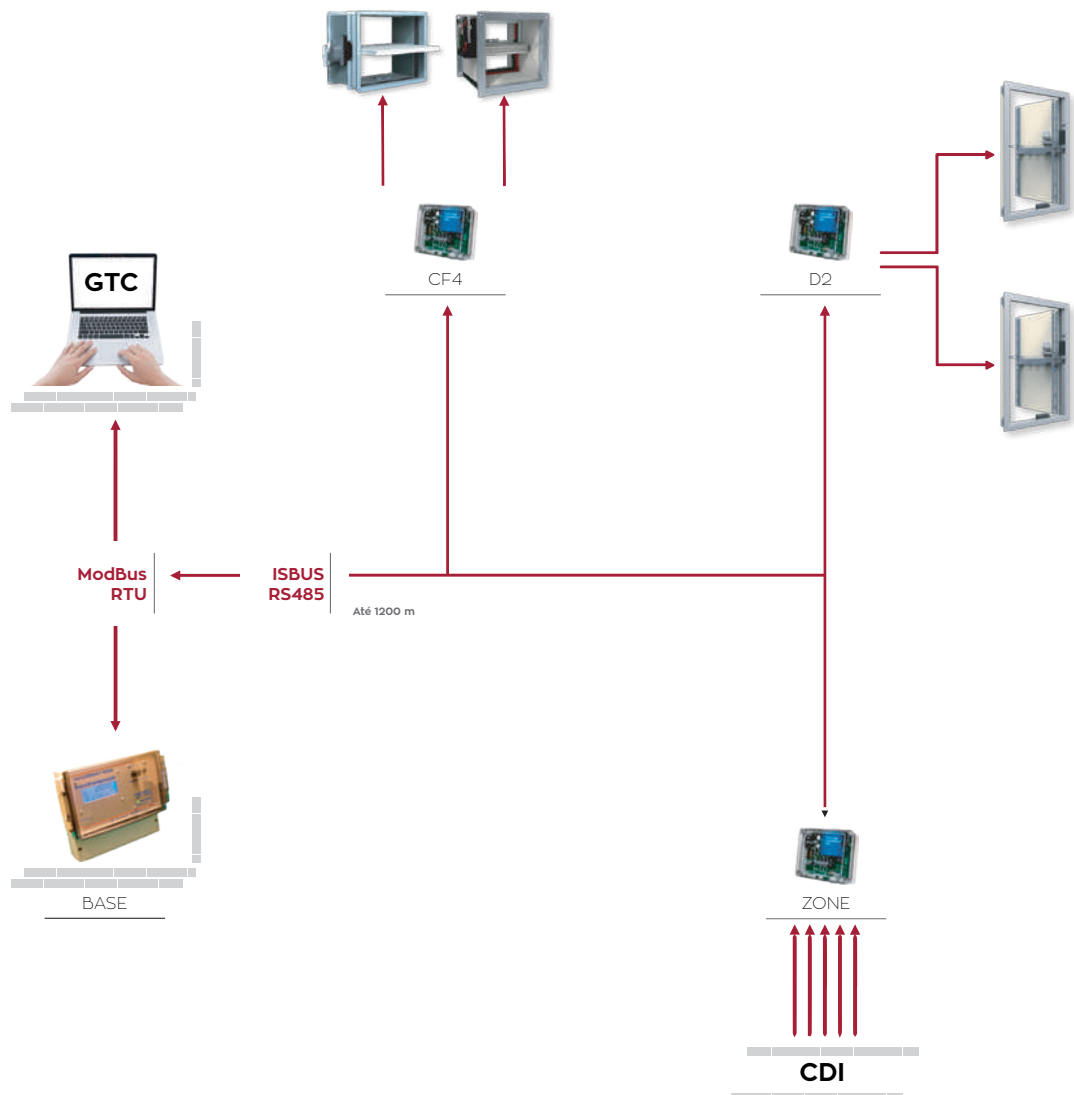 CF4
D2
GTC
ModBus
RTU
ISBUS
RS485
Até 1200 m
BASE
ZONE
CDI